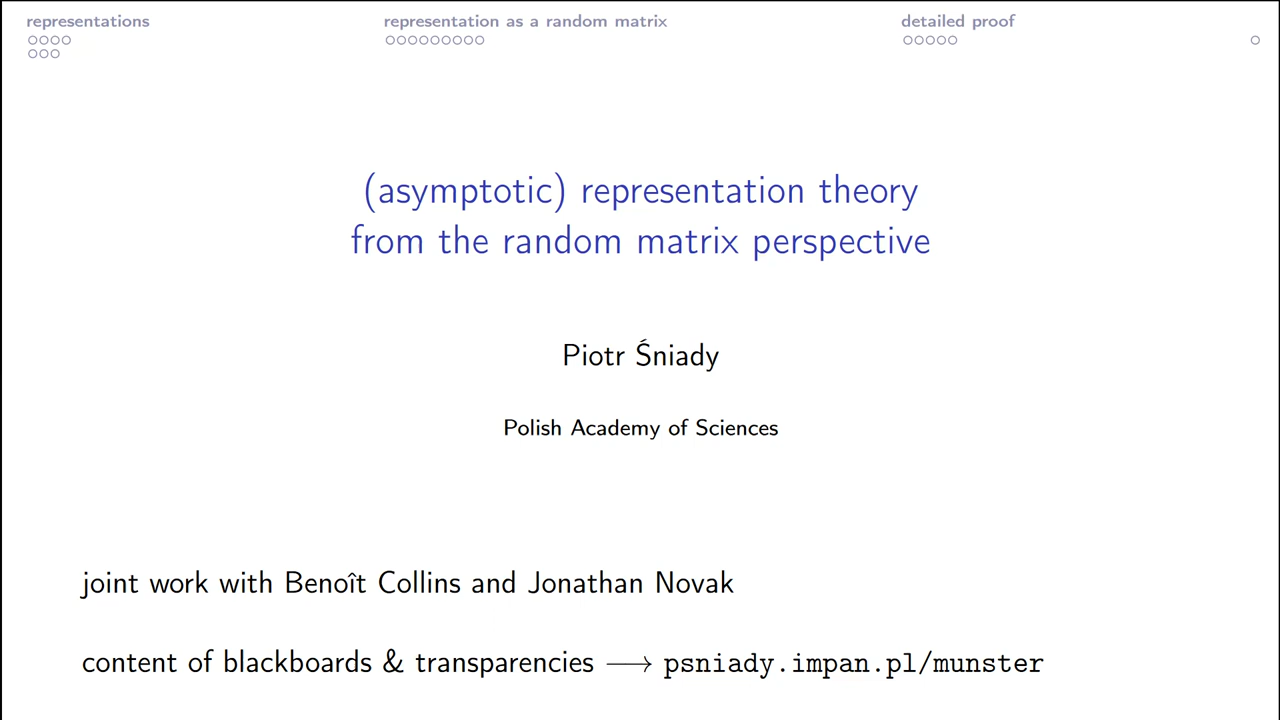 representations
representation as a random matrix
detailed proof
(asymptotic) representation theory
from the random matrix perspective
Piotr Śniady
Polish Academy of Sciences
joint work with Benoît Collins and Jonathan Novak
content of blackboards & transparencies ⟶ psniady.impan.pl/munster